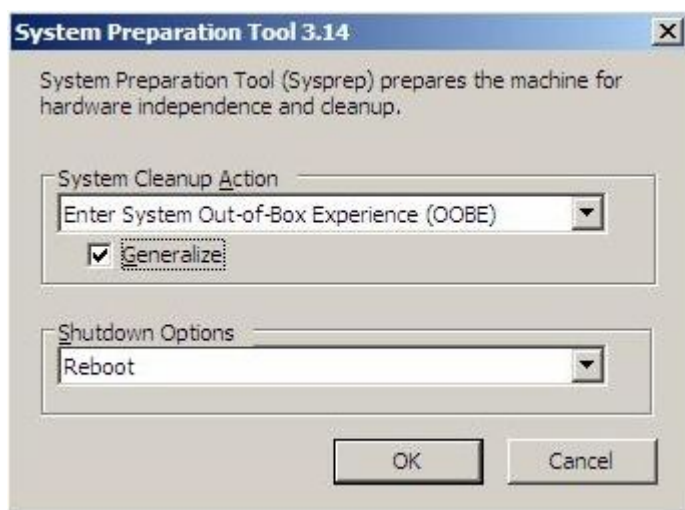 System Preparation Tool 3.14
System Preparation Tool (Sysprep) prepares the machine for
hardware independence and cleanup.
System Cleanup Action
Enter System Out-of-Box Experience (OOBE)
Generalize
Shutdown Options
Reboot
OK Cancel